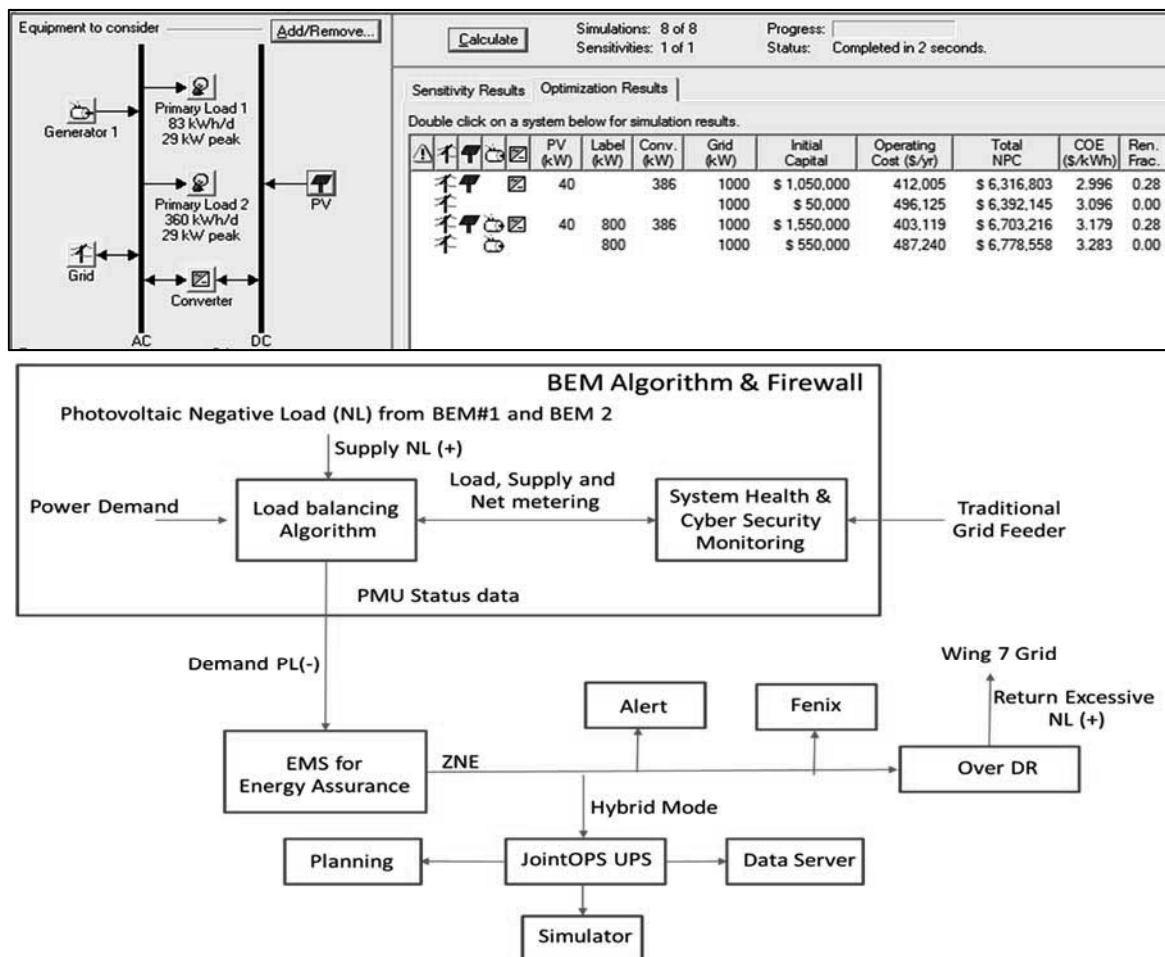 Equipment to consider
Add/Remove...
Generator 1
Primary Load 1
83 kWh/d
29 kW peak
Primary Load 2
360 kWh/d
29 kW peak
PV
Grid
Converter
AC DC
Calculate
Simulations: 8 of 8
Sensitivities: 1 of 1
Progress:
Status: Completed in 2 seconds.
Sensitivity Results Optimization Results
Double click on a system below for simulation results.
PV (kW) Label (kW) Conv. (kW) Grid (kW) Initial Capital Operating Cost ($/yr) Total NPC COE ($/kWh) Ren. Frac.
40 386 1000 $ 1,050,000 412,005 $ 6,316,803 2.996 0.28
1000 $ 50,000 496,125 $ 6,392,145 3.096 0.00
40 800 386 1000 $ 1,550,000 403,119 $ 6,703,216 3.179 0.28
800 1000 $ 550,000 487,240 $ 6,778,558 3.283 0.00
BEM Algorithm & Firewall
Photovoltaic Negative Load (NL) from BEM#1 and BEM 2
Supply NL (+)
Power Demand
Load balancing
Algorithm
Load, Supply and
Net metering
System Health &
Cyber Security
Monitoring
Traditional
Grid Feeder
PMU Status data
Demand PL(-)
Wing 7 Grid
Return Excessive
NL (+)
Alert
Fenix
EMS for
Energy Assurance
ZNE
Over DR
Hybrid Mode
Planning
JointOPS UPS
Data Server
Simulator